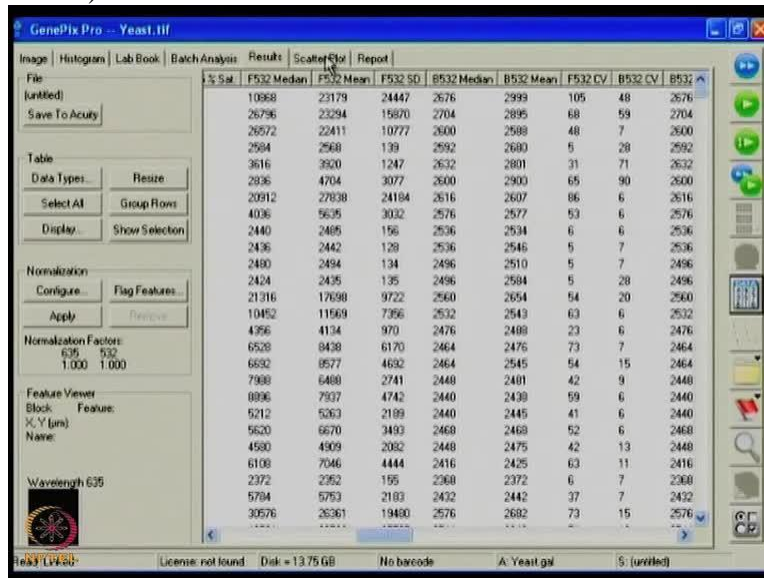 GenePix Pro -- Yeast.tif
Image Histogram Lab Book Batch Analysis Results Scatter Plot Report
File
(untitled)
Save To Acuity
Table
Data Types... Resize
Select All Group Rows
Display... Show Selection
Normalization
Configure... Flag Features...
Apply Remove
Normalization Factors:
635 532
1.000 1.000
Feature Viewer
Block: Feature:
X, Y (µm):
Name:
Wavelength 635
% Sat. F532 Median F532 Mean F532 SD B532 Median B532 Mean F532 CV B532 CV B532
10868 23179 24447 2676 2999 105 48 2676
26796 23294 15870 2704 2895 68 59 2704
26572 22411 10777 2600 2588 48 7 2600
2584 2568 139 2592 2680 5 28 2592
3616 3920 1247 2632 2801 31 71 2632
2836 4704 3077 2600 2900 65 90 2600
20912 27838 24184 2616 2607 86 6 2616
4036 5635 3032 2576 2577 53 6 2576
2440 2485 156 2536 2534 6 6 2536
2436 2442 128 2536 2546 5 7 2536
2480 2494 134 2496 2510 5 7 2496
2424 2435 135 2496 2584 5 28 2496
21316 17698 9722 2560 2654 54 20 2560
10452 11569 7356 2532 2543 63 6 2532
4356 4134 970 2476 2488 23 6 2476
6528 8438 6170 2464 2476 73 7 2464
6692 8577 4692 2464 2545 54 15 2464
7988 6488 2741 2448 2481 42 9 2448
8896 7937 4742 2440 2438 59 6 2440
5212 5263 2189 2440 2445 41 6 2440
5620 6670 3493 2468 2468 52 6 2468
4580 4909 2082 2448 2475 42 13 2448
6108 7046 4444 2416 2425 63 11 2416
2372 2352 155 2368 2372 6 7 2368
5784 5753 2183 2432 2442 37 7 2432
30576 26361 19480 2576 2682 73 15 2576
NPTEL
License: not found Disk = 13.75 GB No barcode A: Yeast.gal S: (untitled)